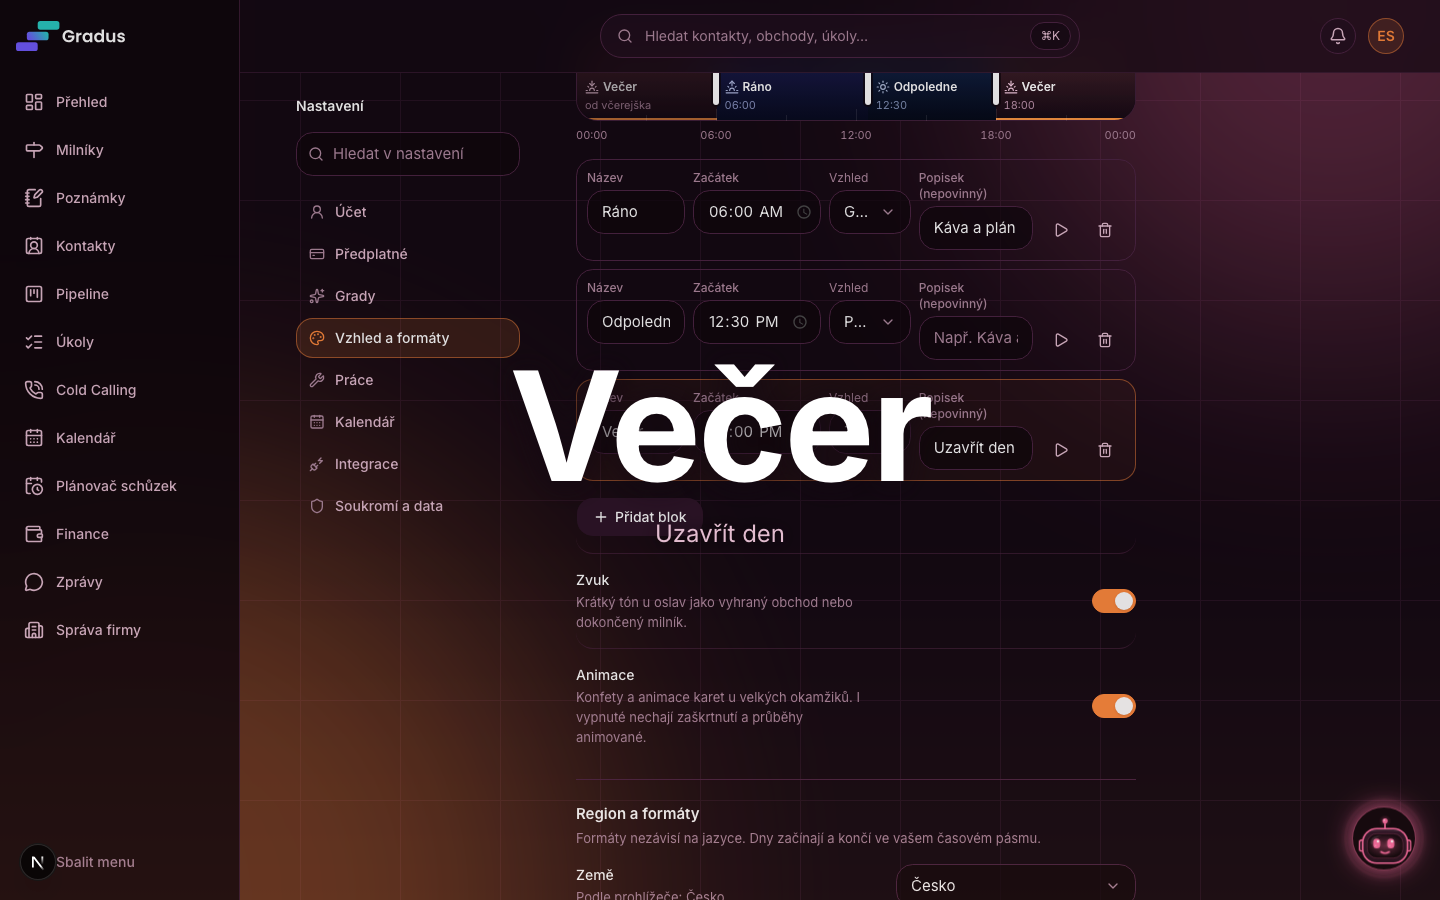 Gradus
Hledat kontakty, obchody, úkoly...
⌘K
ES
Přehled
Milníky
Poznámky
Kontakty
Pipeline
Úkoly
Cold Calling
Kalendář
Plánovač schůzek
Finance
Zprávy
Správa firmy
Sbalit menu
Nastavení
Hledat v nastavení
Účet
Předplatné
Grady
Vzhled a formáty
Práce
Kalendář
Integrace
Soukromí a data
Večer
od včerejška
Ráno
06:00
Odpoledne
12:30
Večer
18:00
00:00 06:00 12:00 18:00 00:00
Název Začátek Vzhled Popisek (nepovinný)
Ráno 06:00 AM G... Káva a plán
Název Začátek Vzhled Popisek (nepovinný)
Odpoledn 12:30 PM P... Např. Káva
Začátek Vzhled Popisek
(nepovinný)
:00 PM Uzavřít den
Večer
Uzavřít den
Přidat blok
Zvuk
Krátký tón u oslav jako vyhraný obchod nebo
dokončený milník.
Animace
Konfety a animace karet u velkých okamžiků. I
vypnuté nechají zaškrtnutí a průběhy
animované.
Region a formáty
Formáty nezávisí na jazyce. Dny začínají a končí ve vašem časovém pásmu.
Země
Podle prohlížeče: Česko
Česko